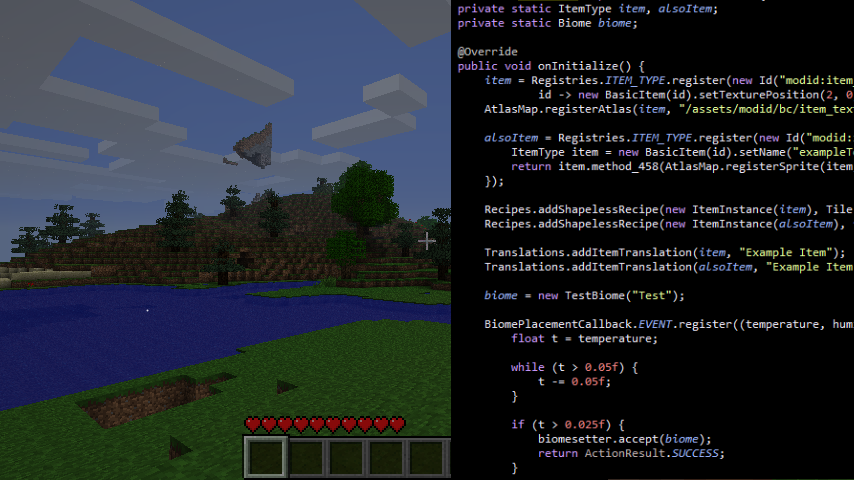 private static ItemType item, alsoItem;
private static Biome biome;
@Override
public void onInitialize() {
item = Registries.ITEM_TYPE.register(new Id("modid:item
id -> new BasicItem(id).setTexturePosition(2, 0
AtlasMap.registerAtlas(item, "/assets/modid/bc/item_tex
alsoItem = Registries.ITEM_TYPE.register(new Id("modid:
ItemType item = new BasicItem(id).setName("exampleT
return item.method_458(AtlasMap.registerSprite(item
});
Recipes.addShapelessRecipe(new ItemInstance(item), Tile
Recipes.addShapelessRecipe(new ItemInstance(alsoItem),
Translations.addItemTranslation(item, "Example Item");
Translations.addItemTranslation(alsoItem, "Example Item
biome = new TestBiome("Test");
BiomePlacementCallback.EVENT.register((temperature, hum
float t = temperature;
while (t > 0.05f) {
t -= 0.05f;
}
if (t > 0.025f) {
biomesetter.accept(biome);
return ActionResult.SUCCESS;
}